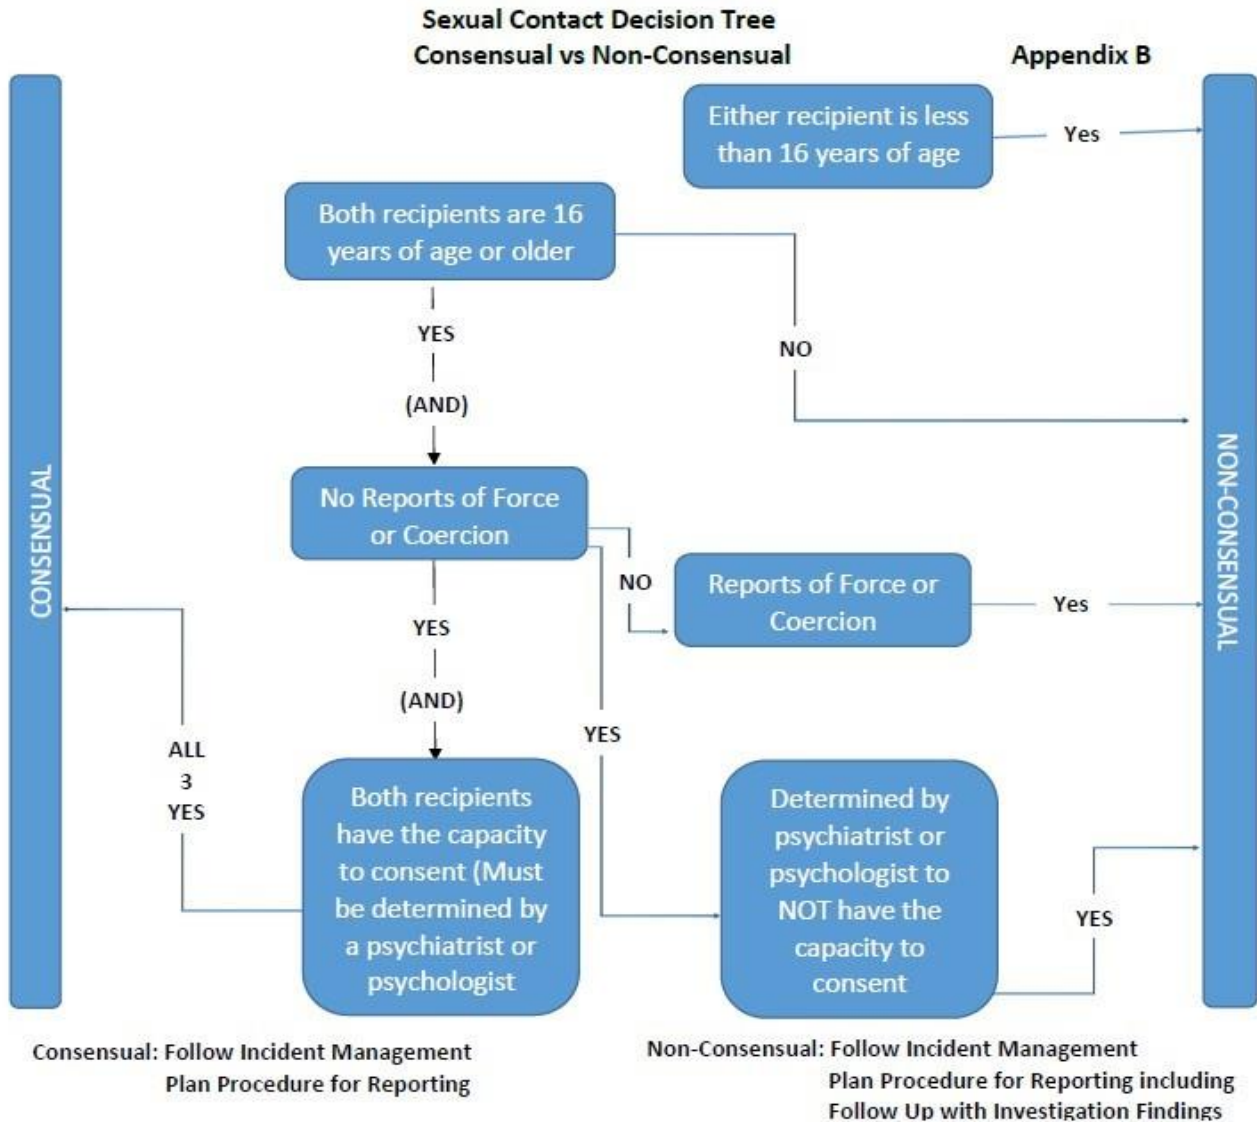 Sexual Contact Decision Tree
Consensual vs Non-Consensual
Appendix B
Either recipient is less
than 16 years of age
Yes
Both recipients are 16
years of age or older
YES
(AND)
NO
No Reports of Force
or Coercion
NO
Reports of Force or
Coercion
Yes
YES
(AND)
YES
ALL
3
YES
Both recipients
have the capacity
to consent (Must
be determined by
a psychiatrist or
psychologist
Determined by
psychiatrist or
psychologist to
NOT have the
capacity to
consent
YES
CONSENSUAL
NON-CONSENSUAL
Consensual: Follow Incident Management
Plan Procedure for Reporting
Non-Consensual: Follow Incident Management
Plan Procedure for Reporting including
Follow Up with Investigation Findings